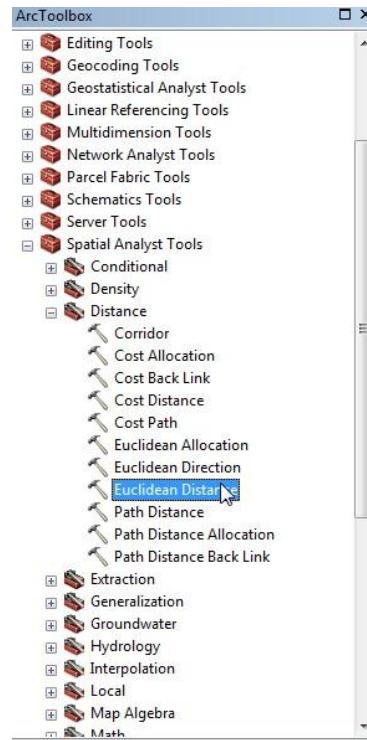 ArcToolbox
Editing Tools
Geocoding Tools
Geostatistical Analyst Tools
Linear Referencing Tools
Multidimension Tools
Network Analyst Tools
Parcel Fabric Tools
Schematics Tools
Server Tools
Spatial Analyst Tools
Conditional
Density
Distance
Corridor
Cost Allocation
Cost Back Link
Cost Distance
Cost Path
Euclidean Allocation
Euclidean Direction
Euclidean Distance
Path Distance
Path Distance Allocation
Path Distance Back Link
Extraction
Generalization
Groundwater
Hydrology
Interpolation
Local
Map Algebra
Math